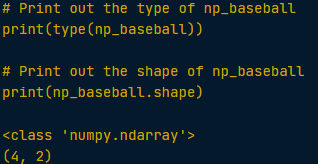 # Print out the type of np_baseball
print(type(np_baseball))
# Print out the shape of np_baseball
print(np_baseball.shape)
<class 'numpy.ndarray'>
(4, 2)